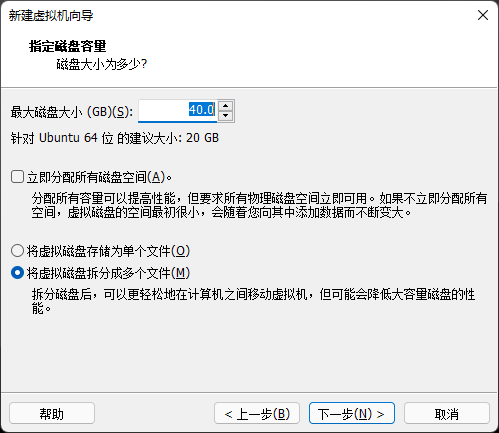 新建虚拟机向导
指定磁盘容量
磁盘大小为多少?
最大磁盘大小 (GB)(S): 40.0
针对 Ubuntu 64 位 的建议大小: 20 GB
立即分配所有磁盘空间(A)。
分配所有容量可以提高性能，但要求所有物理磁盘空间立即可用。如果不立即分配所有
空间，虚拟磁盘的空间最初很小，会随着您向其中添加数据而不断变大。
将虚拟磁盘存储为单个文件(O)
将虚拟磁盘拆分成多个文件(M)
拆分磁盘后，可以更轻松地在计算机之间移动虚拟机，但可能会降低大容量磁盘的性
能。
帮助 < 上一步(B) 下一步(N) > 取消